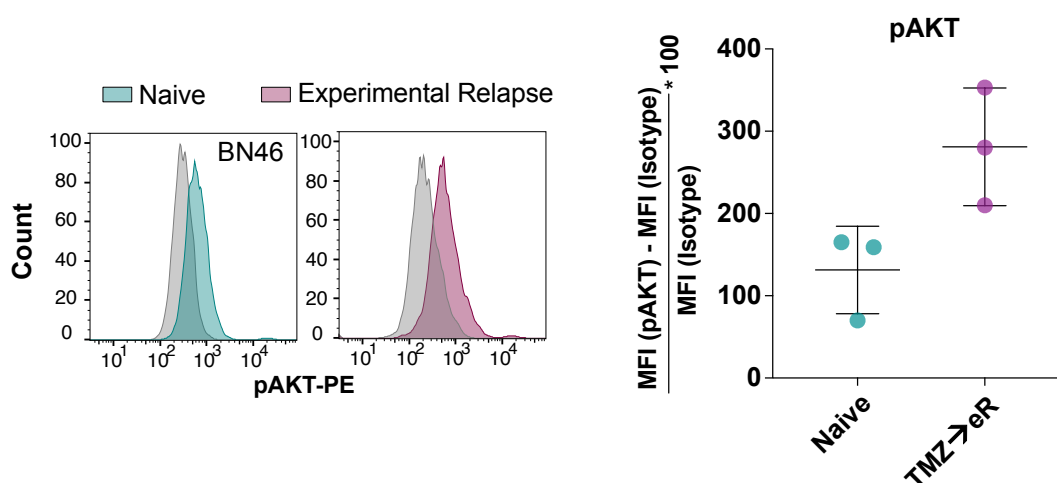 Naive
Experimental Relapse
Count
100
80
60
40
20
0
BN46
10¹ 10² 10³ 10⁴
100
80
60
40
20
0
10¹ 10² 10³ 10⁴
pAKT-PE
pAKT
MFI (pAKT) - MFI (Isotype) * 100
MFI (Isotype)
400
300
200
100
0
Naive
TMZ→eR